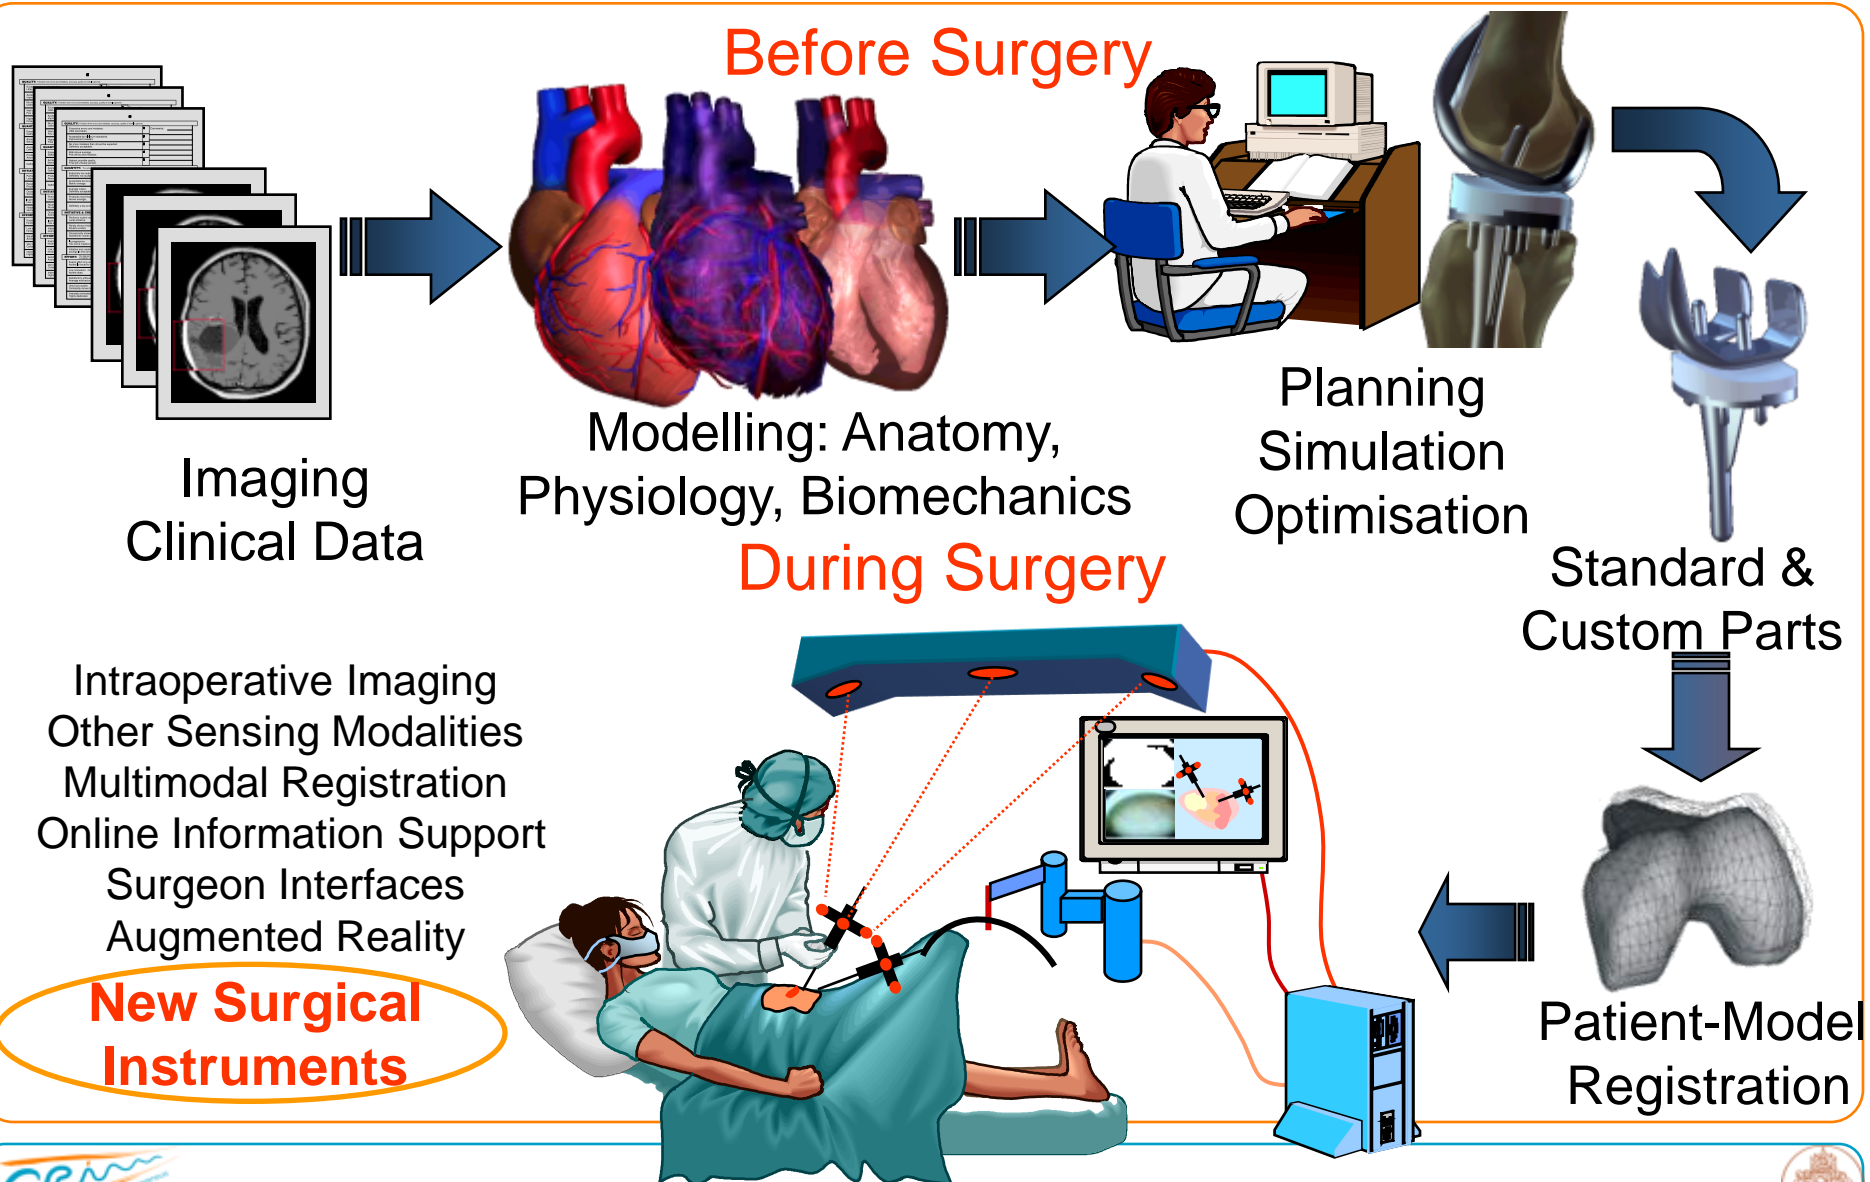 Before Surgery
Imaging
Clinical Data
Modelling: Anatomy,
Physiology, Biomechanics
Planning
Simulation
Optimisation
Standard &
Custom Parts
During Surgery
Intraoperative Imaging
Other Sensing Modalities
Multimodal Registration
Online Information Support
Surgeon Interfaces
Augmented Reality
New Surgical
Instruments
Patient-Model
Registration